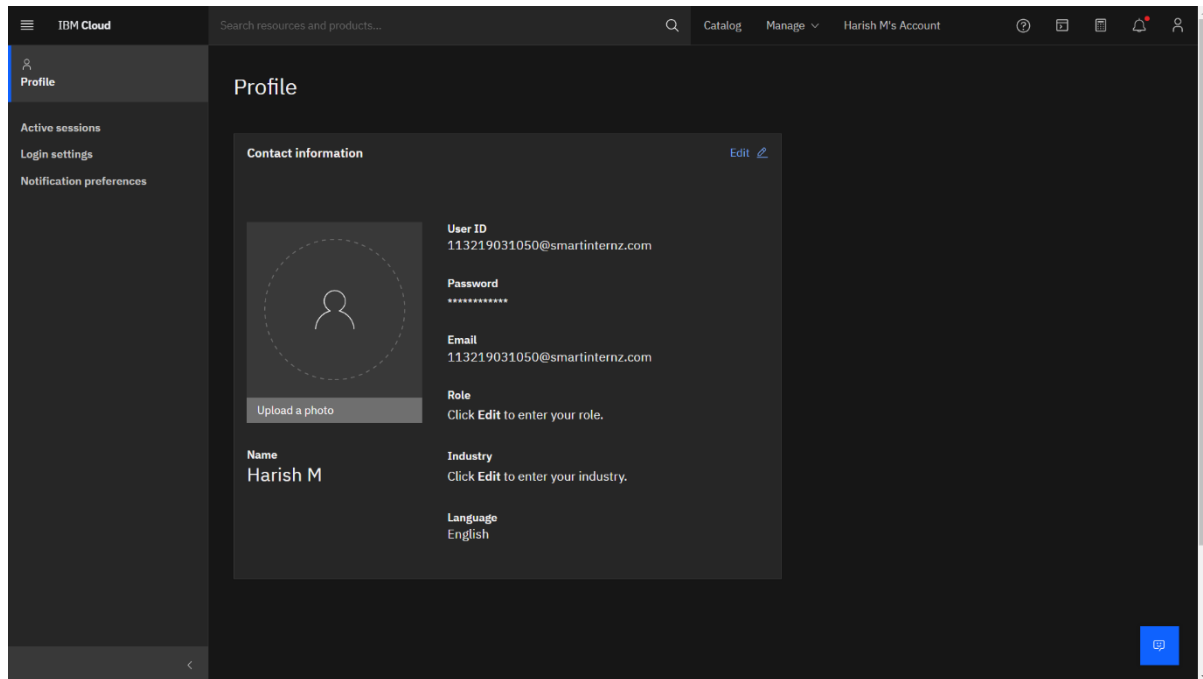 IBM Cloud
Search resources and products...
Catalog
Manage
Harish M's Account
Profile
Active sessions
Login settings
Notification preferences
Profile
Contact information
Edit
Upload a photo
Name
Harish M
User ID
113219031050@smartinternz.com
Password
************
Email
113219031050@smartinternz.com
Role
Click Edit to enter your role.
Industry
Click Edit to enter your industry.
Language
English